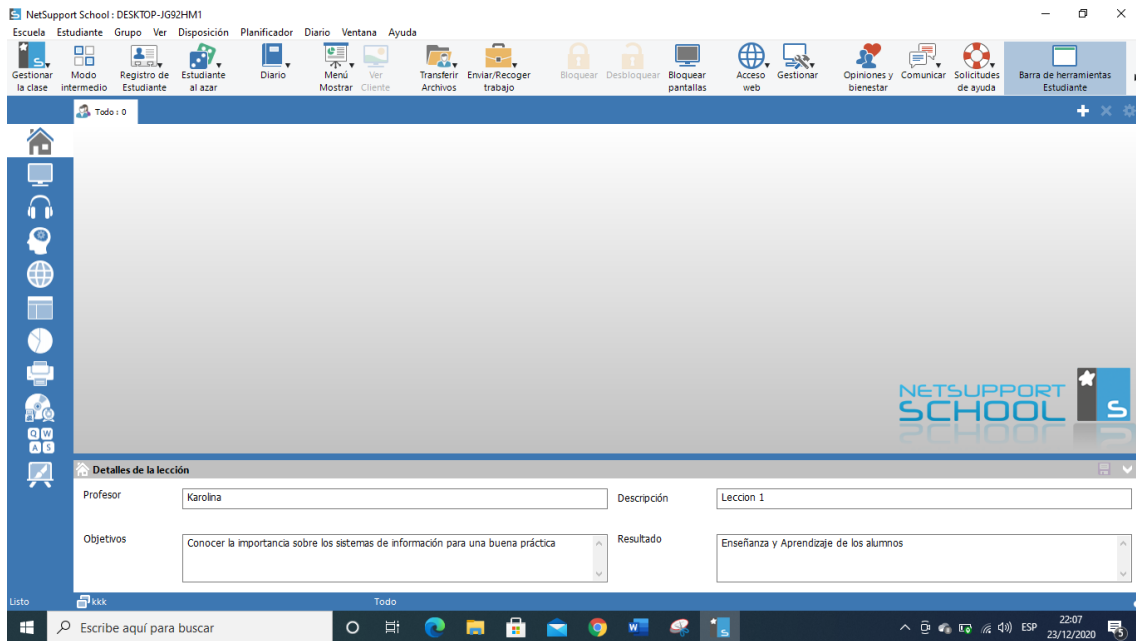 NetSupport School : DESKTOP-JG92HM1
Escuela Estudiante Grupo Ver Disposición Planificador Diario Ventana Ayuda
Gestionar la clase
Modo intermedio
Registro de Estudiante
Estudiante al azar
Diario
Menú Mostrar
Ver Cliente
Transferir Archivos
Enviar/Recoger trabajo
Bloquear
Desbloquear
Bloquear pantallas
Acceso web
Gestionar
Opiniones y bienestar
Comunicar
Solicitudes de ayuda
Barra de herramientas Estudiante
Todo : 0
Q W
A S
NETSUPPORT
SCHOOL
S
Detalles de la lección
Profesor Karolina Descripción Leccion 1
Objetivos Conocer la importancia sobre los sistemas de información para una buena práctica Resultado Enseñanza y Aprendizaje de los alumnos
Listo kkk Todo
Escribe aquí para buscar
ESP
22:07
23/12/2020
5